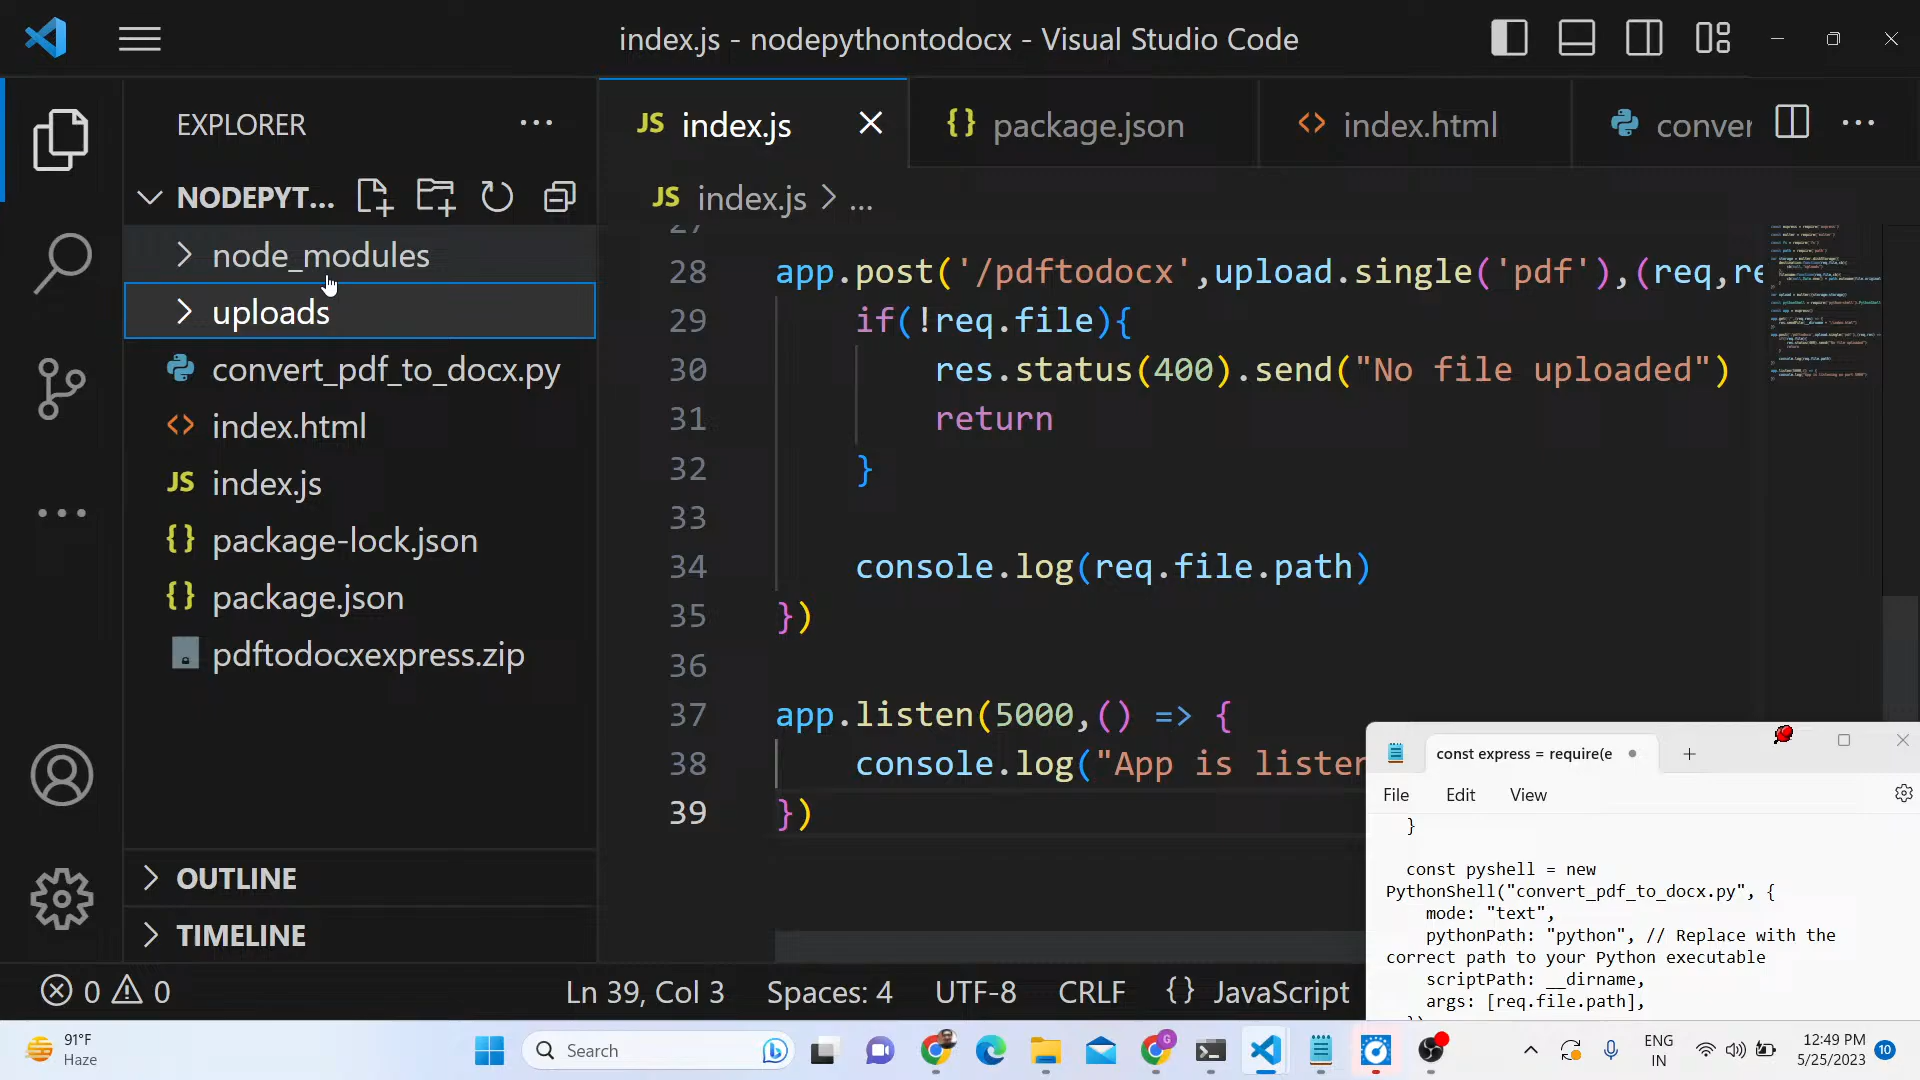 index.js - nodepythontodocx - Visual Studio Code
EXPLORER
NODEPYT...
node_modules
uploads
convert_pdf_to_docx.py
index.html
JS index.js
{} package-lock.json
{} package.json
pdftodocxexpress.zip
OUTLINE
TIMELINE
JS index.js
{} package.json
<> index.html
conver
JS index.js > ...
27
28 app.post('/pdftodocx',upload.single('pdf'),(req,re
29 if(!req.file){
30 res.status(400).send("No file uploaded")
31 return
32 }
33
34 console.log(req.file.path)
35 })
36
37 app.listen(5000,() => {
38 console.log("App is listen
39 })
const express = require(e
File Edit View
}
const pyshell = new
PythonShell("convert_pdf_to_docx.py", {
mode: "text",
pythonPath: "python", // Replace with the
correct path to your Python executable
scriptPath: __dirname,
args: [req.file.path],
0 0
Ln 39, Col 3 Spaces: 4 UTF-8 CRLF {} JavaScript
91°F
Haze
Search
ENG
IN
12:49 PM
5/25/2023
10